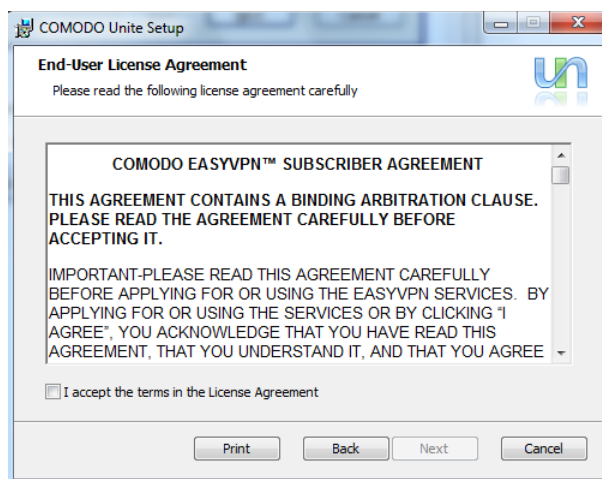 COMODO Unite Setup
End-User License Agreement
Please read the following license agreement carefully
un
COMODO EASYVPN™ SUBSCRIBER AGREEMENT
THIS AGREEMENT CONTAINS A BINDING ARBITRATION CLAUSE.
PLEASE READ THE AGREEMENT CAREFULLY BEFORE
ACCEPTING IT.
IMPORTANT-PLEASE READ THIS AGREEMENT CAREFULLY
BEFORE APPLYING FOR OR USING THE EASYVPN SERVICES. BY
APPLYING FOR OR USING THE SERVICES OR BY CLICKING “I
AGREE”, YOU ACKNOWLEDGE THAT YOU HAVE READ THIS
AGREEMENT, THAT YOU UNDERSTAND IT, AND THAT YOU AGREE
I accept the terms in the License Agreement
Print Back Next Cancel